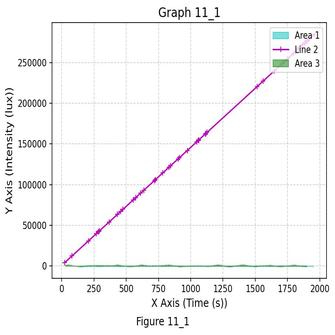 Graph 11_1
Area 1
Line 2
Area 3
Y Axis (Intensity (lux))
250000
200000
150000
100000
50000
0
0 250 500 750 1000 1250 1500 1750 2000
X Axis (Time (s))
Figure 11_1